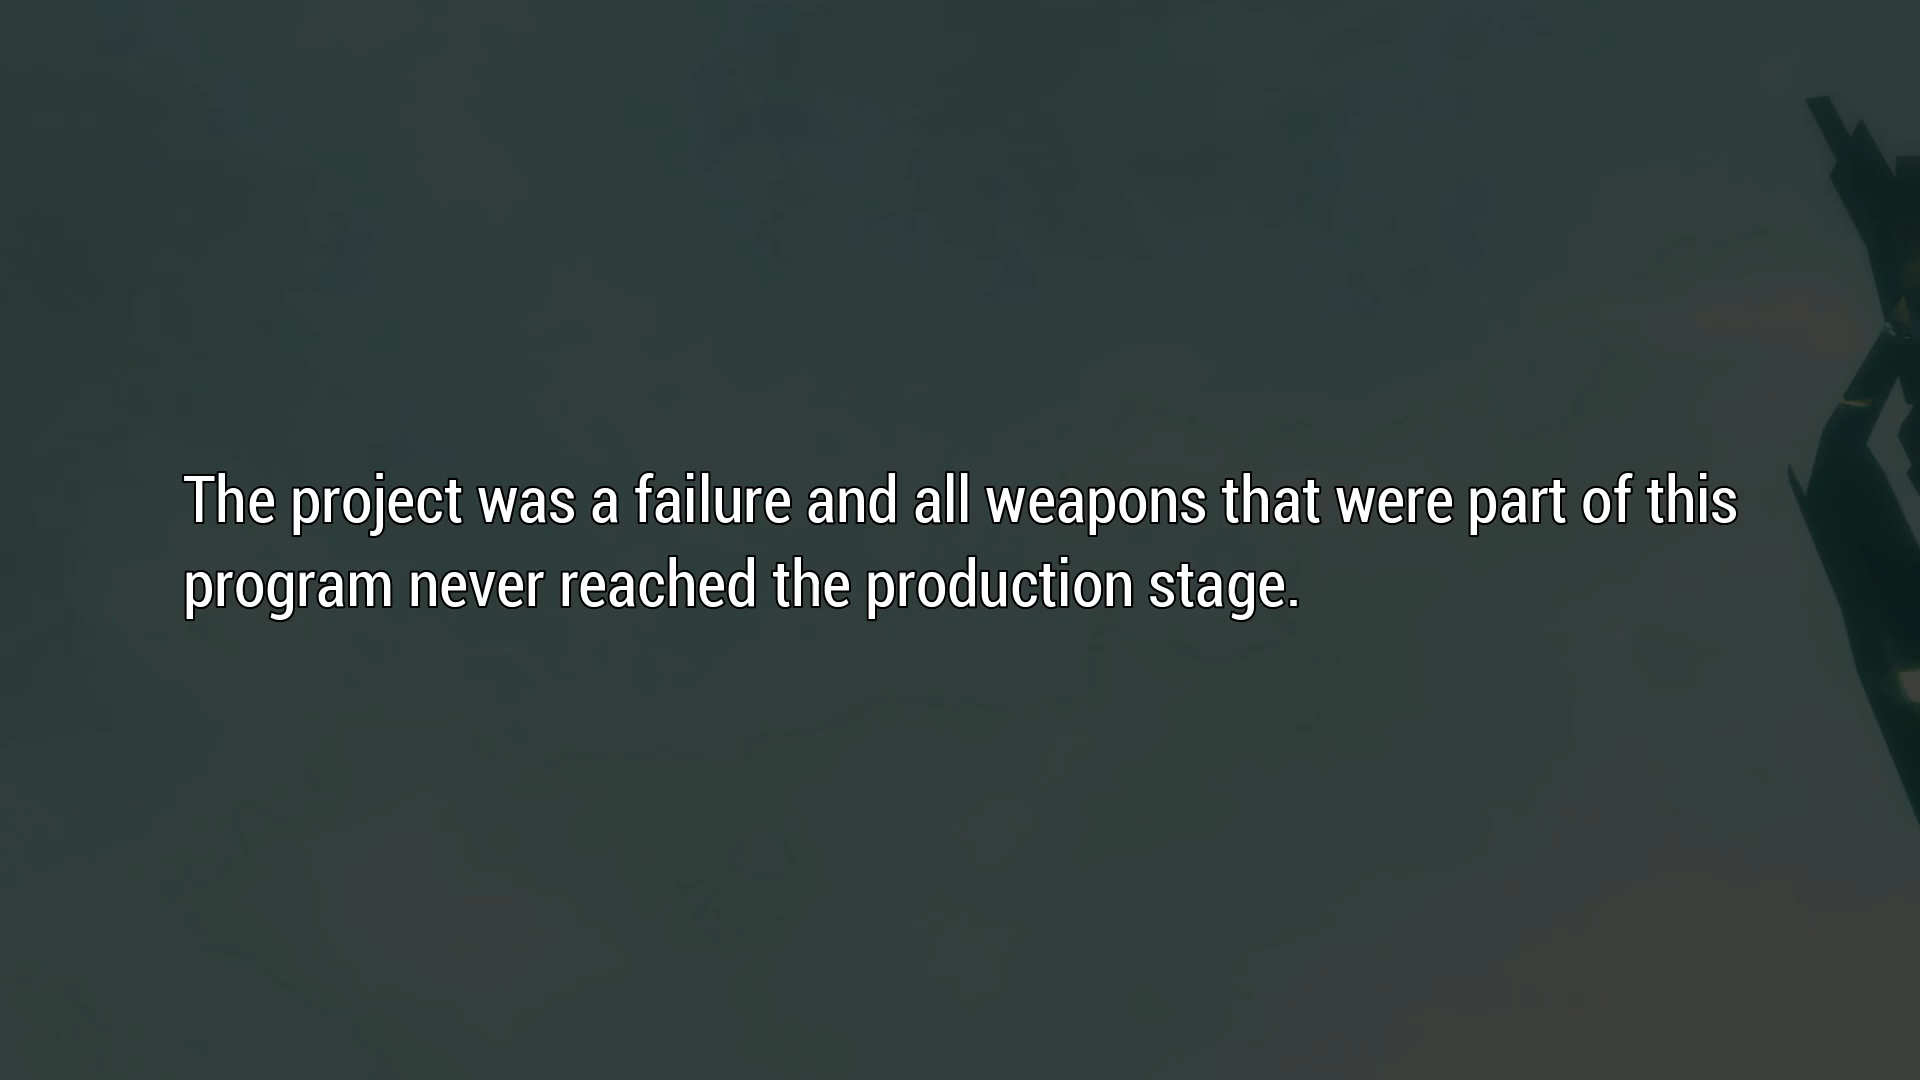 The project was a failure and all weapons that were part of this
program never reached the production stage.